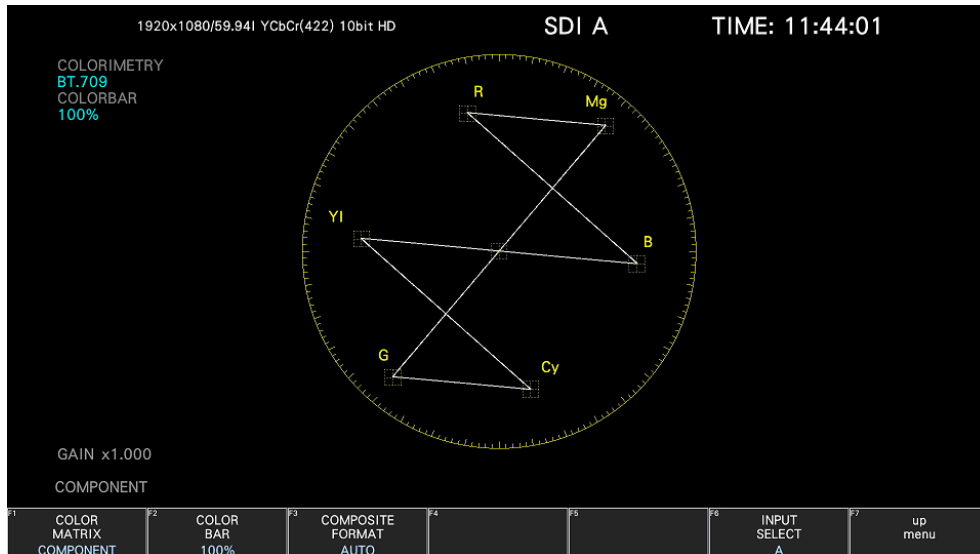 1920x1080/59.94I YCbCr(422) 10bit HD SDI A TIME: 11:44:01
COLORIMETRY
BT.709
COLORBAR
100%
R
Mg
Yl
B
G
Cy
GAIN x1.000
COMPONENT
F1 COLOR MATRIX COMPONENT
F2 COLOR BAR 100%
F3 COMPOSITE FORMAT AUTO
F4
F5
F6 INPUT SELECT A
F7 up menu